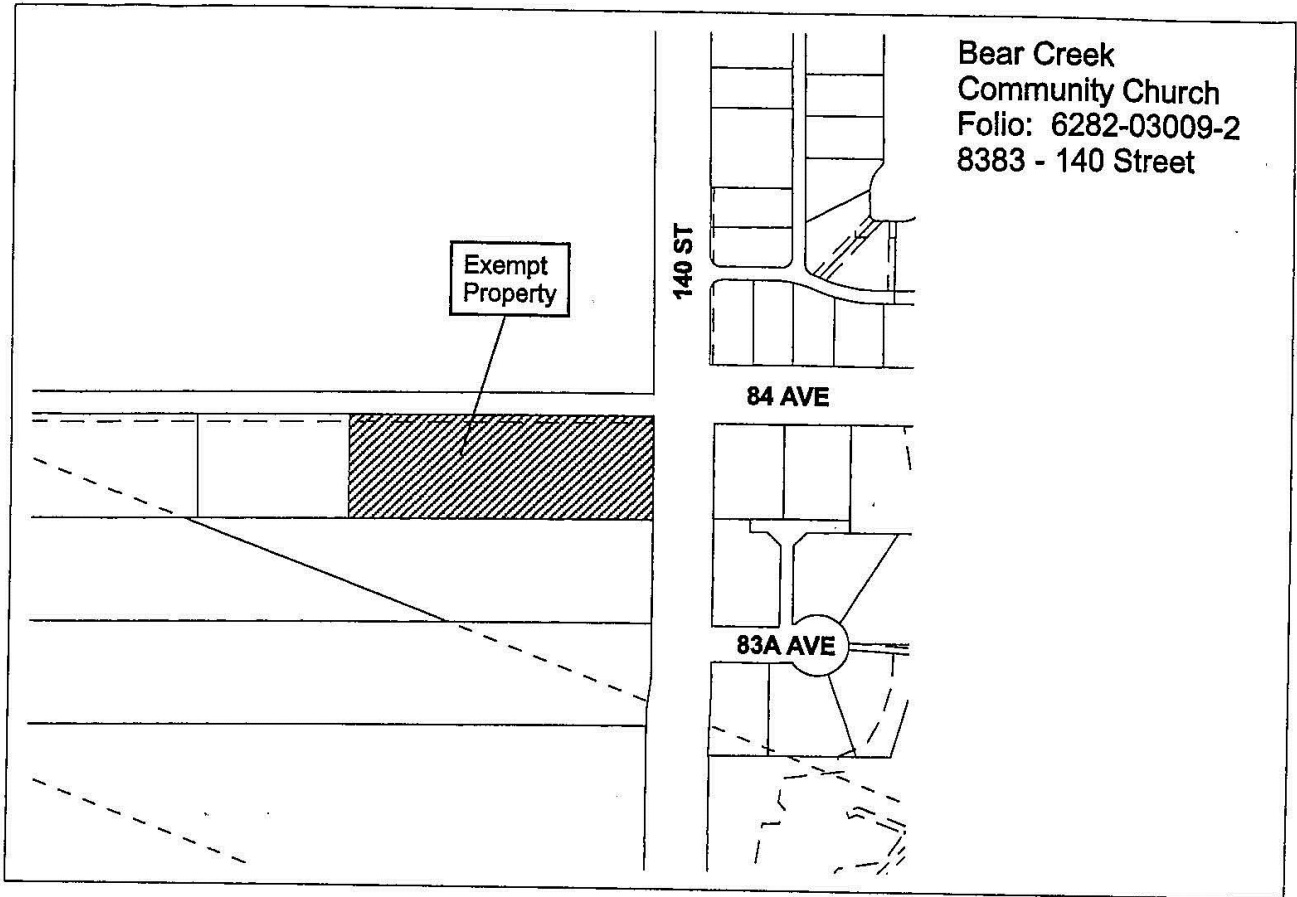 Bear Creek
Community Church
Folio: 6282-03009-2
8383 - 140 Street
Exempt
Property
140 ST
84 AVE
83A AVE